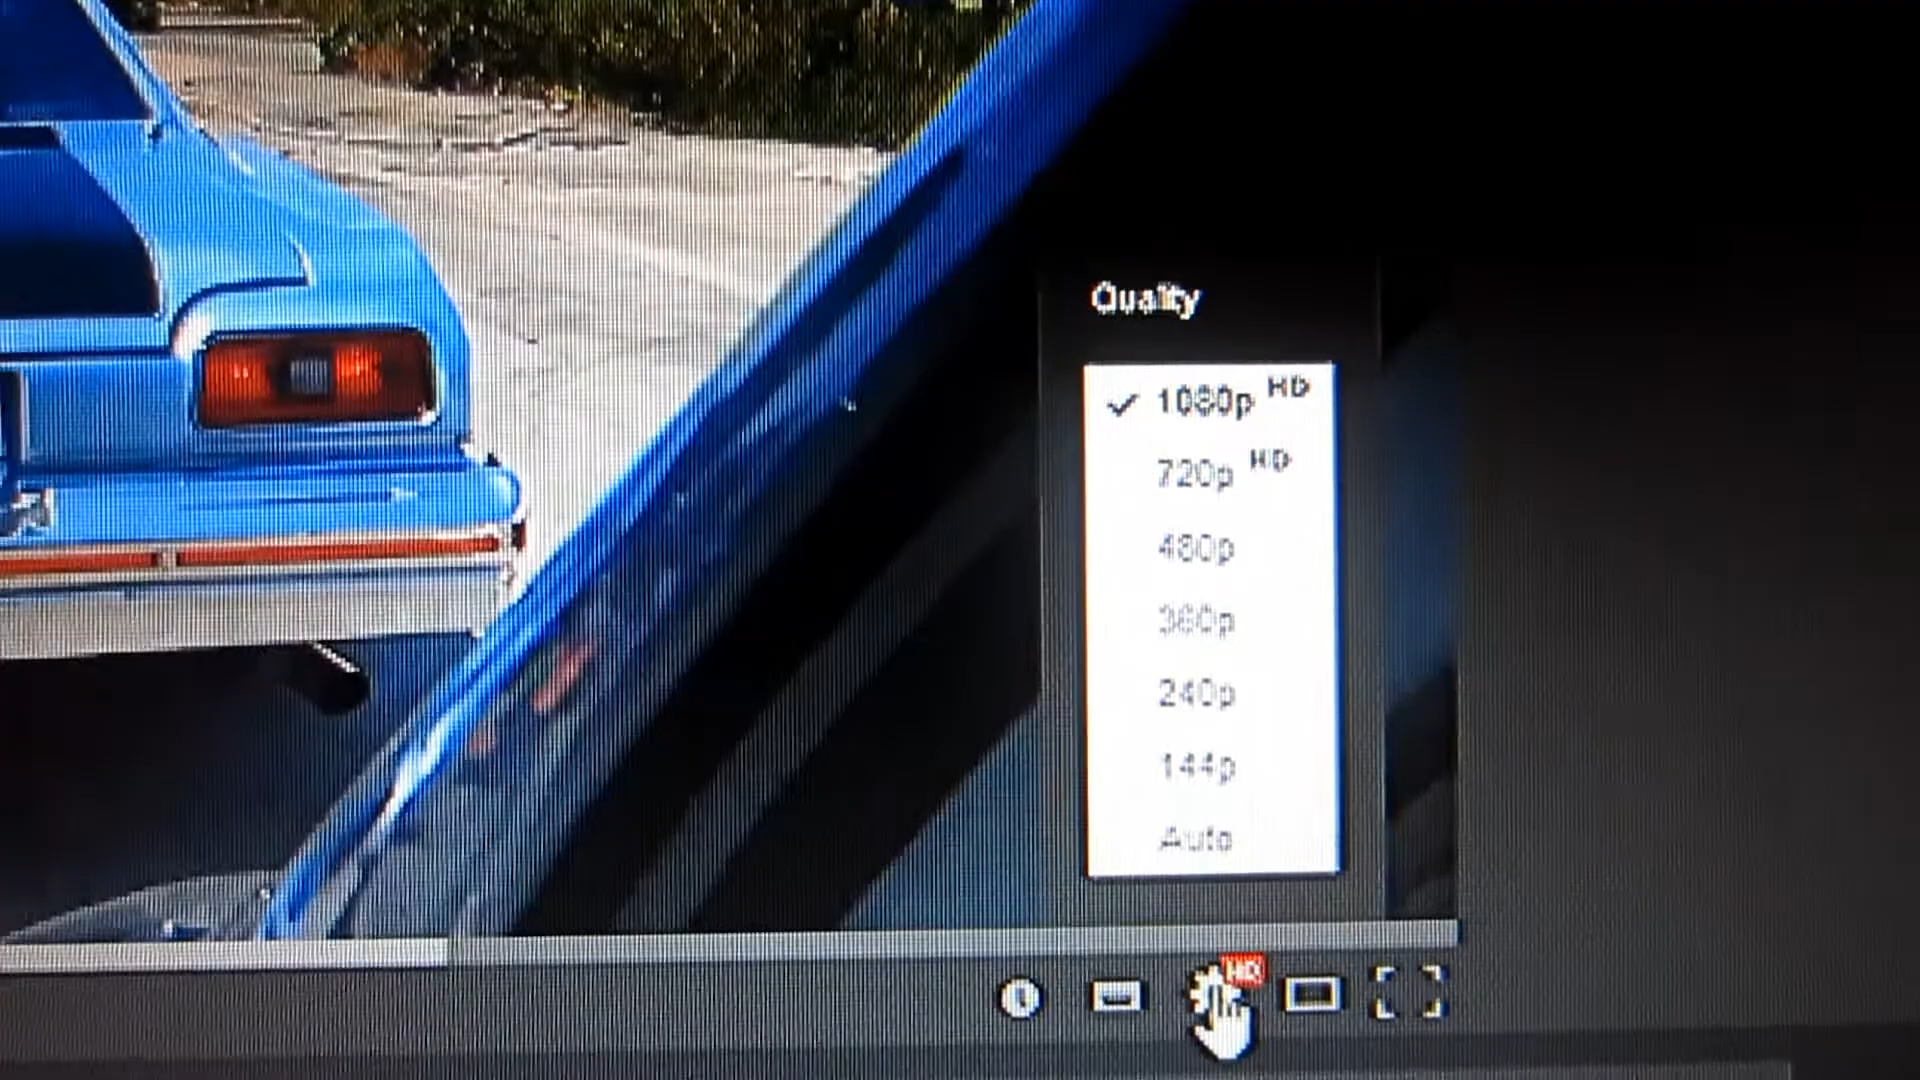 Quality
✓ 1080p HD
720p HD
480p
360p
240p
144p
Auto
HD